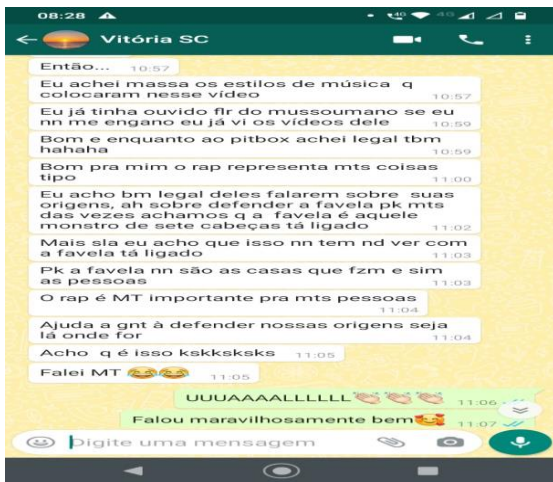 08:28
4G
Vitória SC
Então... 10:57
Eu achei massa os estilos de música q
colocaram nesse vídeo 10:57
Eu já tinha ouvido flr do mussoumano se eu
nn me engano eu já vi os vídeos dele 10:59
Bom e enquanto ao pitbox achei legal tbm
hahaha 10:59
Bom pra mim o rap representa mts coisas
tipo 11:00
Eu acho bm legal deles falarem sobre suas
origens, ah sobre defender a favela pk mts
das vezes achamos q a favela é aquele
monstro de sete cabeças tá ligado 11:02
Mais sla eu acho que isso nn tem nd ver com
a favela tá ligado 11:03
Pk a favela nn são as casas que fzm e sim
as pessoas 11:03
O rap é MT importante pra mts pessoas
11:04
Ajuda a gnt à defender nossas origens seja
lá onde for 11:04
Acho q é isso kskkksksks 11:05
Falei MT 😂😂 11:05
UUUAAAALLLLLL👏👏👏 11:06
Falou maravilhosamente bem🥰 11:07
Digite uma mensagem